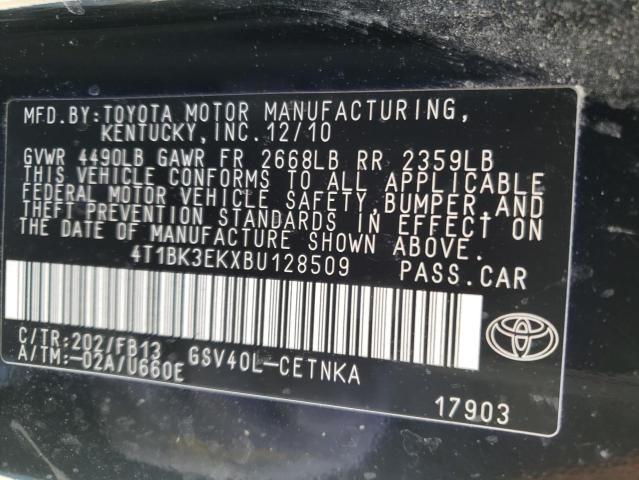 MFD.BY:TOYOTA MOTOR MANUFACTURING,
KENTUCKY,INC.12/10
GVWR 4490LB GAWR FR 2668LB RR 2359LB
THIS VEHICLE CONFORMS TO ALL APPLICABLE
FEDERAL MOTOR VEHICLE SAFETY,BUMPER,AND
THEFT PREVENTION STANDARDS IN EFFECT ON
THE DATE OF MANUFACTURE SHOWN ABOVE.
4T1BK3EKXBU128509 PASS.CAR
C/TR:202/FB13 GSV40L-CETNKA
A/TM:-02A/U660E
17903